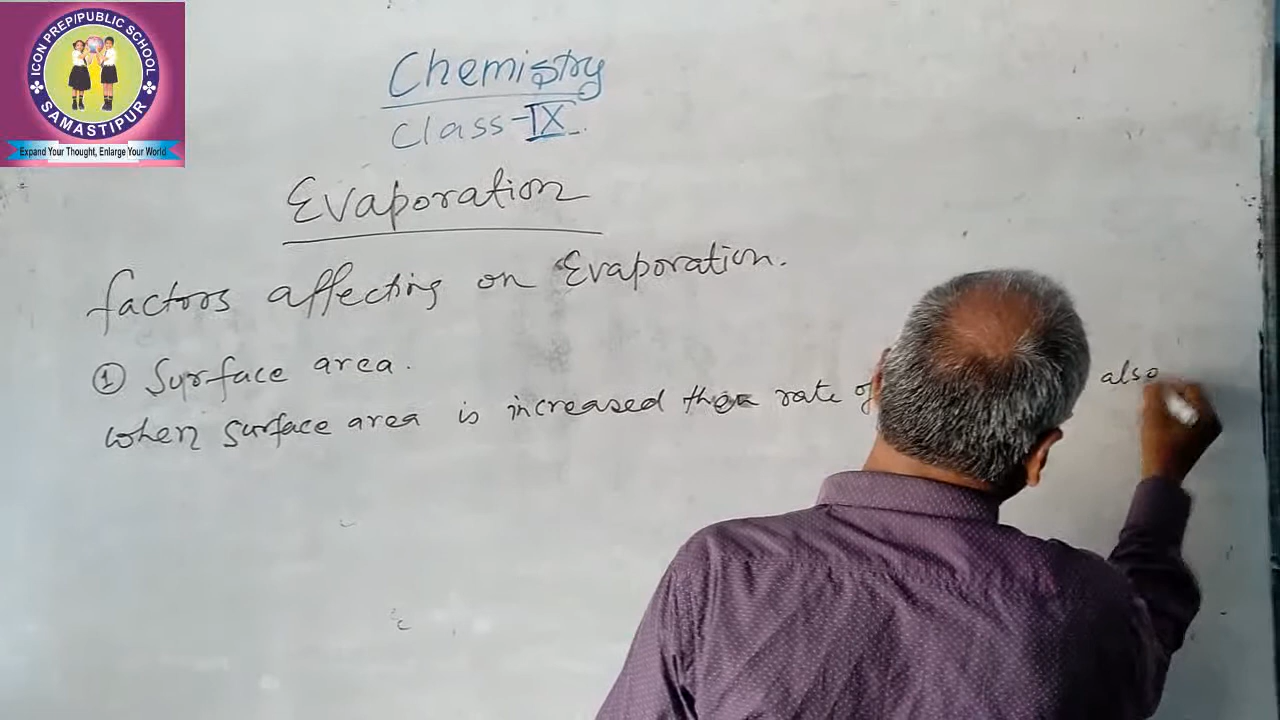 ICON PREP/PUBLIC SCHOOL
SAMASTIPUR
Expand Your Thought, Enlarge Your World
Chemistry
Class-IX
Evaporation
factors affecting on Evaporation.
① Surface area.
when surface area is increased then rate of also